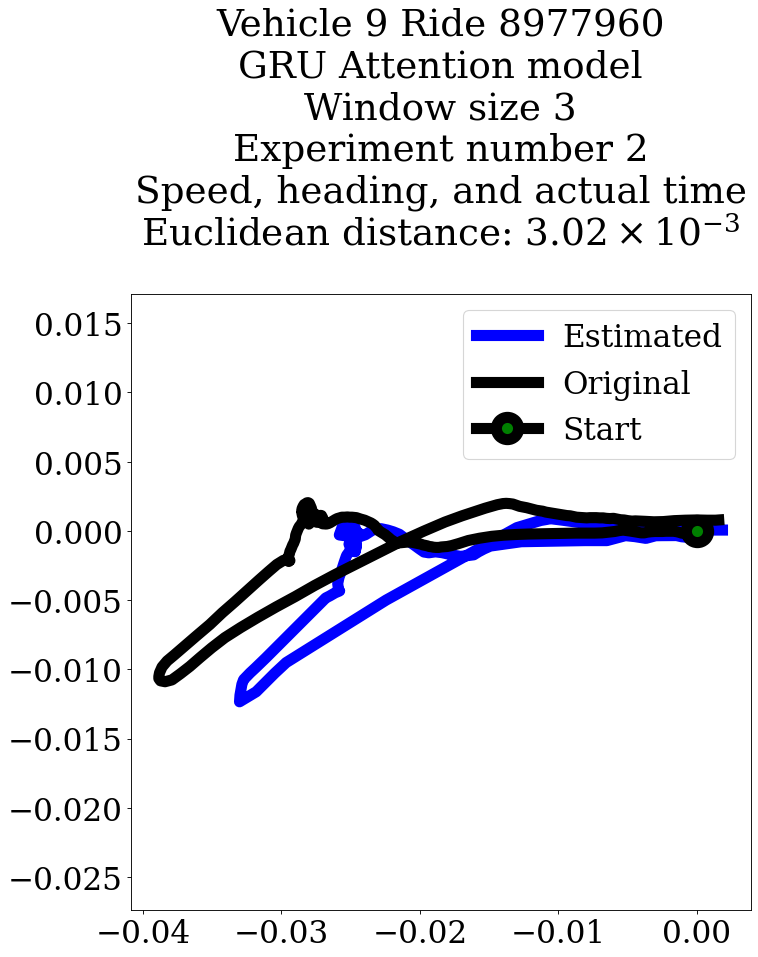 Vehicle 9 Ride 8977960
GRU Attention model
Window size 3
Experiment number 2
Speed, heading, and actual time
Euclidean distance: 3.02 × 10⁻³
Estimated
Original
Start
0.015
0.010
0.005
0.000
−0.005
−0.010
−0.015
−0.020
−0.025
−0.04 −0.03 −0.02 −0.01 0.00